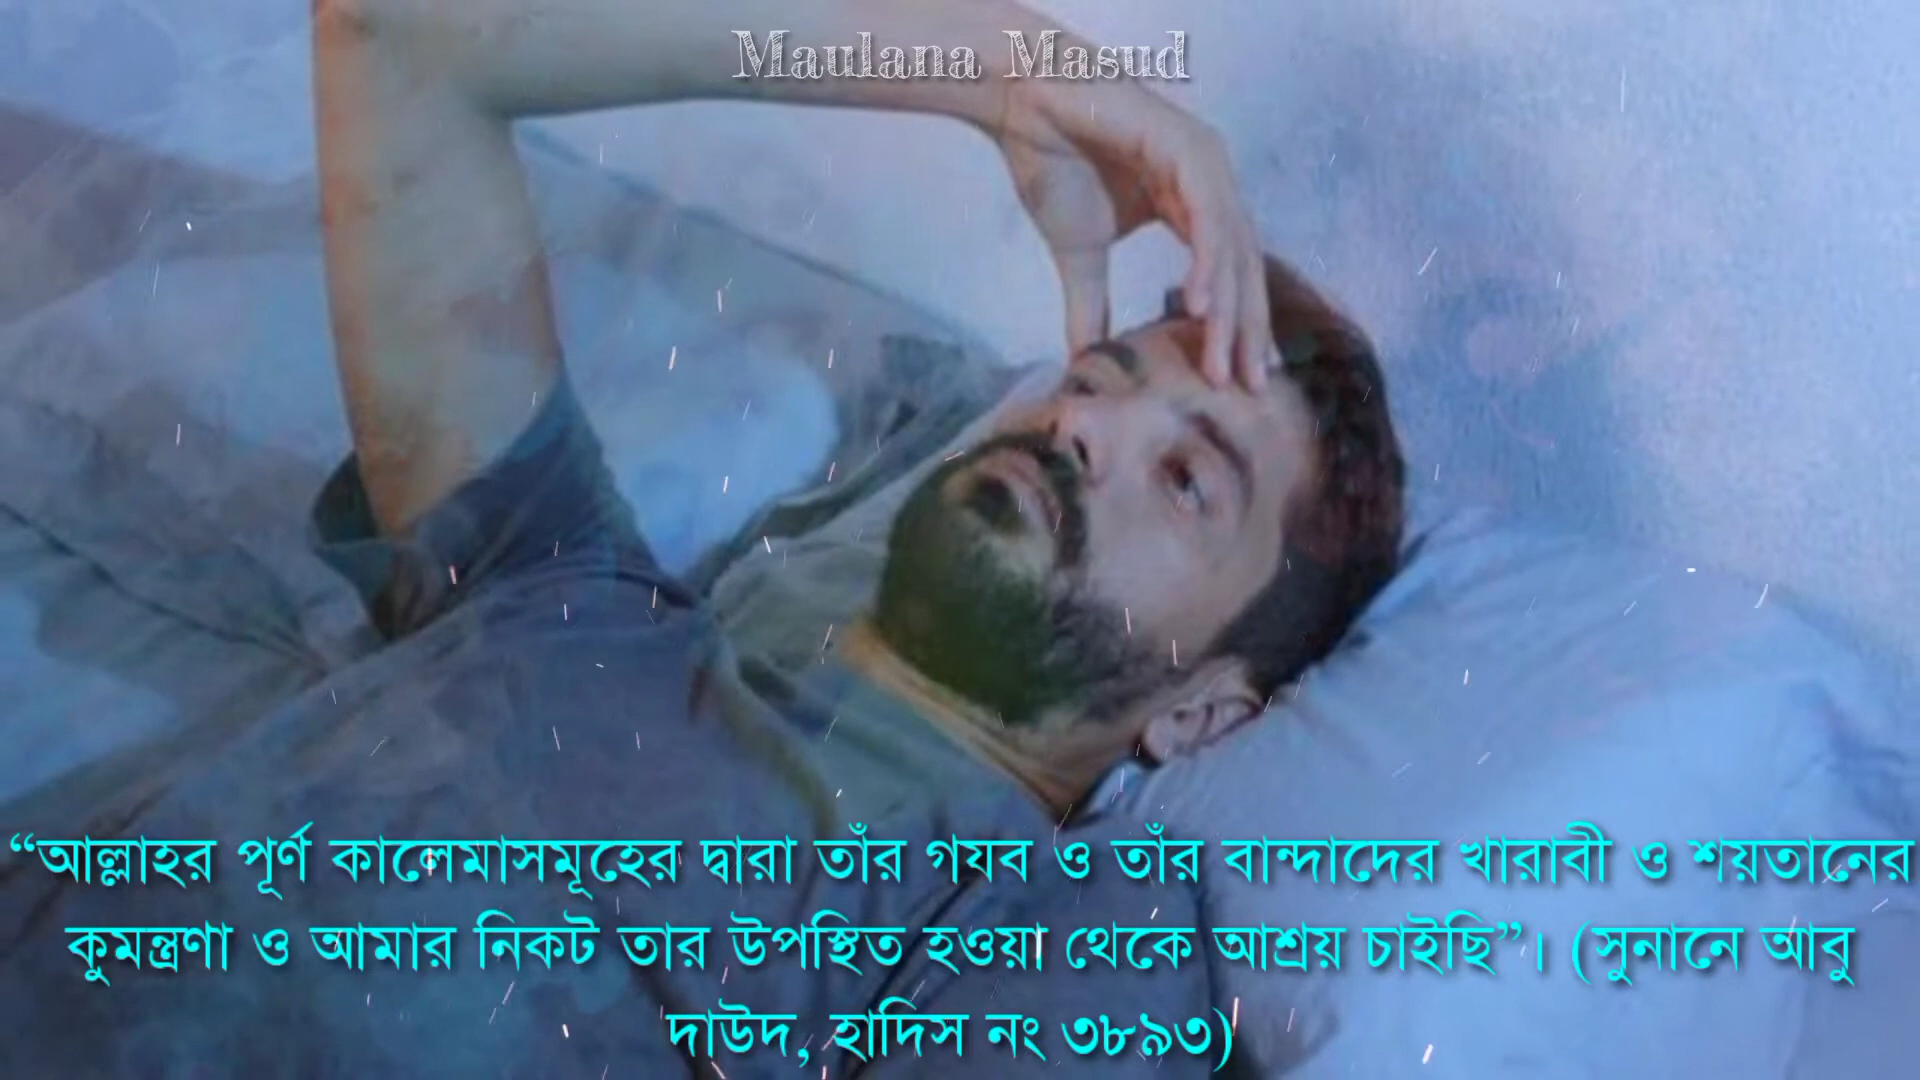 Maulana Masud
“আল্লাহর পূর্ণ কালেমাসমূহের দ্বারা তাঁর গযব ও তাঁর বান্দাদের খারাবী ও শয়তানের
কুমন্ত্রণা ও আমার নিকট তার উপস্থিত হওয়া থেকে আশ্রয় চাইছি”। (সুনানে আবু
দাউদ, হাদিস নং ৩৮৯৩)